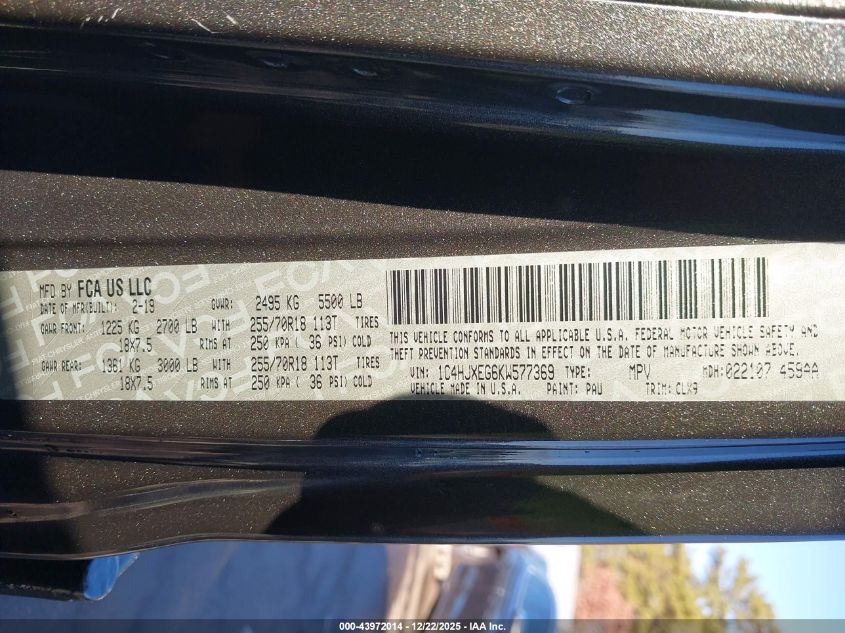 MFD BY FCA US LLC
DATE OF MFR(BUILT): 2-19 GVWR: 2495 KG 5500 LB
GAWR FRONT: 1225 KG 2700 LB WITH 255/70R18 113T TIRES
18X7.5 RIMS AT 250 KPA ( 36 PSI) COLD
GAWR REAR: 1361 KG 3000 LB WITH 255/70R18 113T TIRES
18X7.5 RIMS AT 250 KPA ( 36 PSI) COLD
THIS VEHICLE CONFORMS TO ALL APPLICABLE U.S.A. FEDERAL MOTOR VEHICLE SAFETY AND
THEFT PREVENTION STANDARDS IN EFFECT ON THE DATE OF MANUFACTURE SHOWN ABOVE.
VIN: 1C4HJXEG6KW577369 TYPE: MPV MDH: 022107 459AA
VEHICLE MADE IN U.S.A. PAINT: PAU TRIM: CLX9
000-43972014 - 12/22/2025 - IAA Inc.